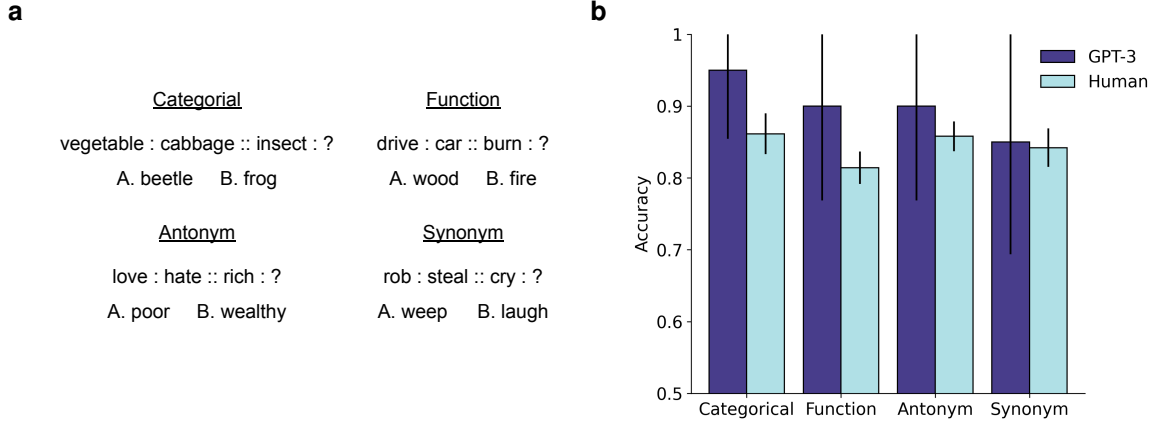 a
Categorial
vegetable : cabbage :: insect : ?
A. beetle B. frog
Function
drive : car :: burn : ?
A. wood B. fire
Antonym
love : hate :: rich : ?
A. poor B. wealthy
Synonym
rob : steal :: cry : ?
A. weep B. laugh
b
GPT-3
Human
Accuracy
1
0.9
0.8
0.7
0.6
0.5
Categorical
Function
Antonym
Synonym